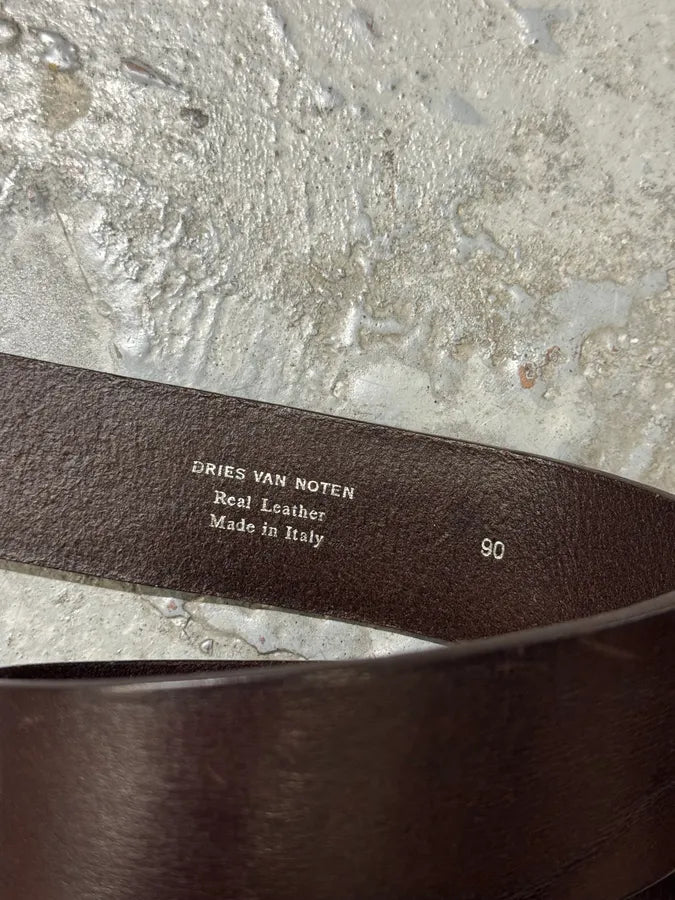 DRIES VAN NOTEN
Real Leather
Made in Italy
90